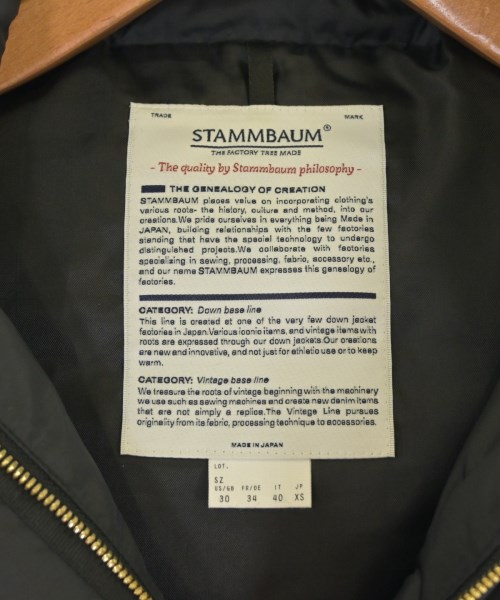 TRADE MARK
STAMMBAUM®
THE FACTORY TREE MADE
- The quality by Stammbaum philosophy -
THE GENEALOGY OF CREATION
STAMMBAUM places value on incorporating clothing's
various roots- the history, culture and method, into our
creations.We pride ourselves in everything being Made in
JAPAN, building relationships with the few factories
standing that have the special technology to undergo
distinguished projects.We collaborate with factories
specializing in sewing, processing, fabric, accessory etc.,
and our name STAMMBAUM expresses this genealogy of
factories.
CATEGORY: Down base line
This line is created at one of the very few down jacket
factories in Japan.Various iconic items, and vintage items with
roots are expressed through our down jackets.Our creations
are new and innovative, and not just for athletic use or to keep
warm.
CATEGORY: Vintage base line
We treasure the roots of vintage beginning with the machinery
we use such as sewing machines and create new denim items
that are not simply a replica.The Vintage Line pursues
originality from its fabric, processing technique to accessories.
MADE IN JAPAN
LOT.
SZ
US/GB FR/DE IT JP
30 34 40 XS